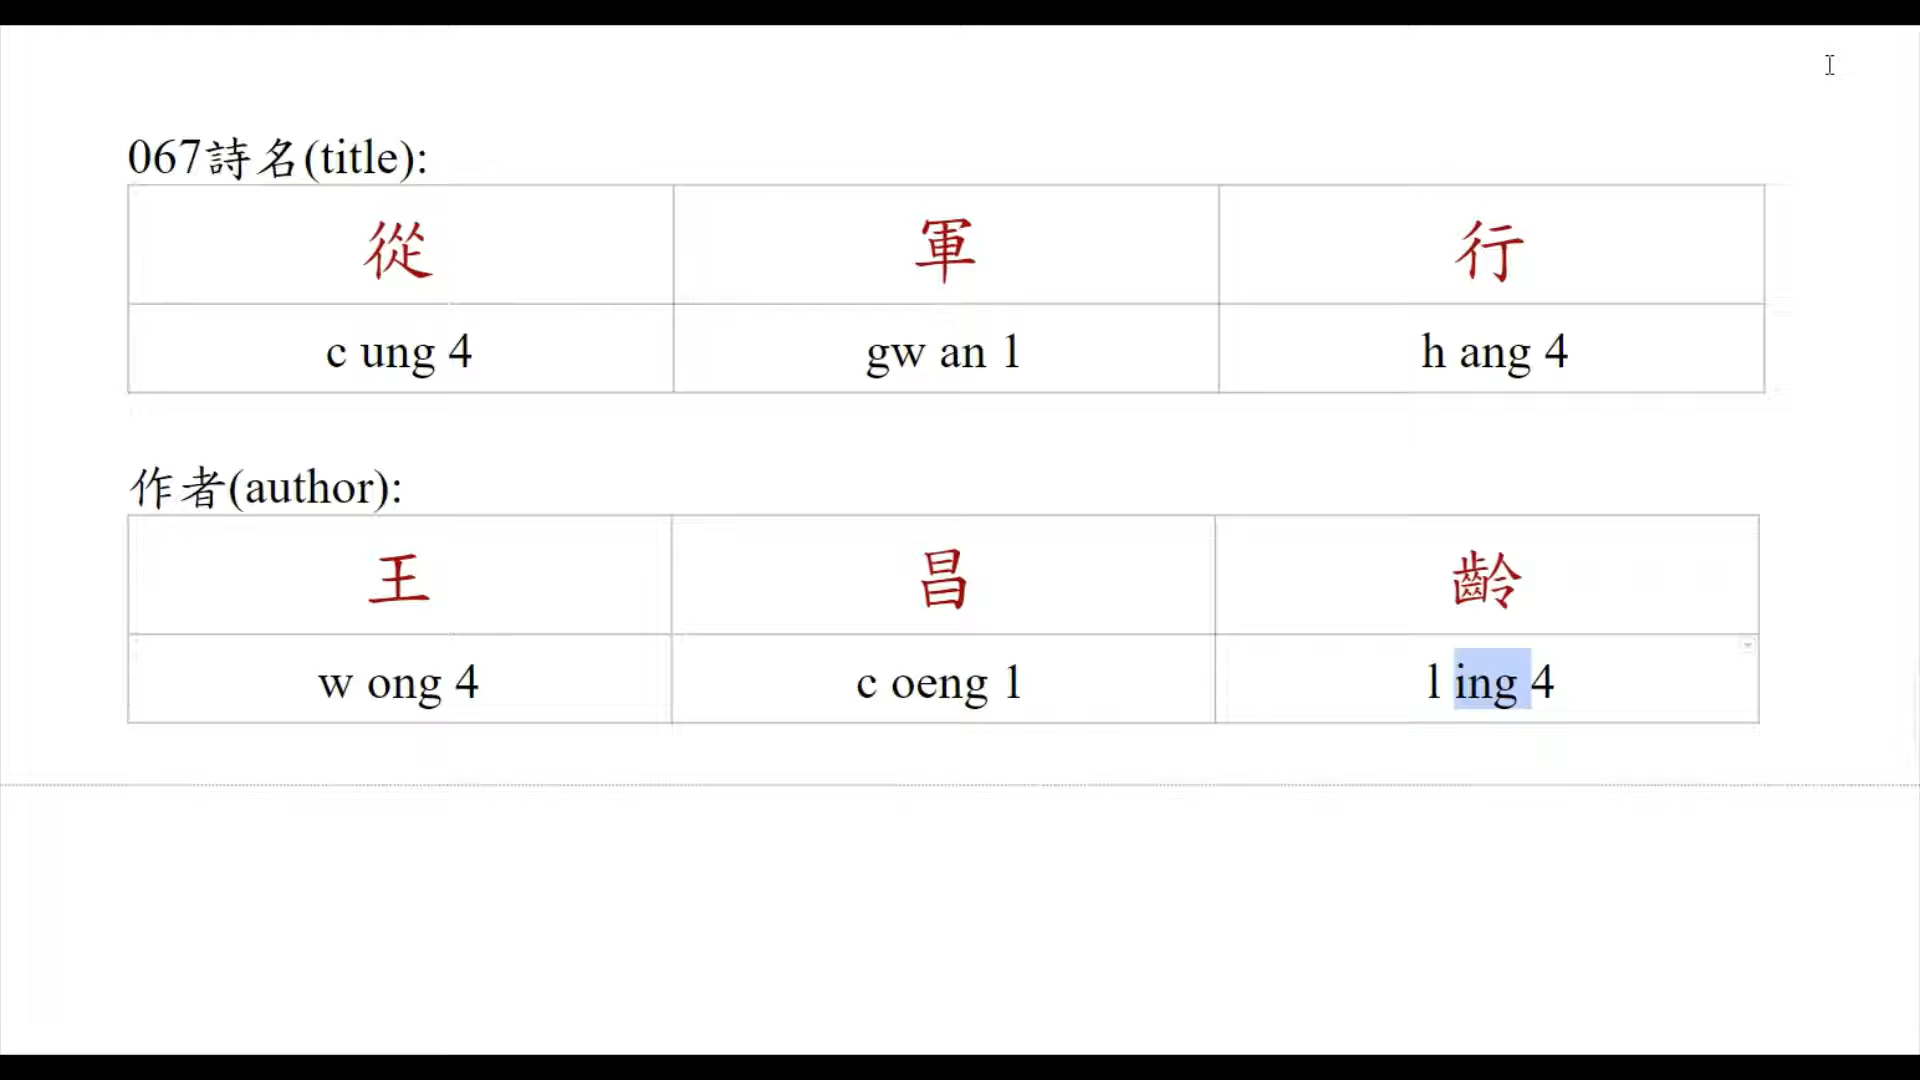 067詩名(title):
從 軍 行
c ung 4 gw an 1 h ang 4
作者(author):
王 昌 齡
w ong 4 c oeng 1 l ing 4